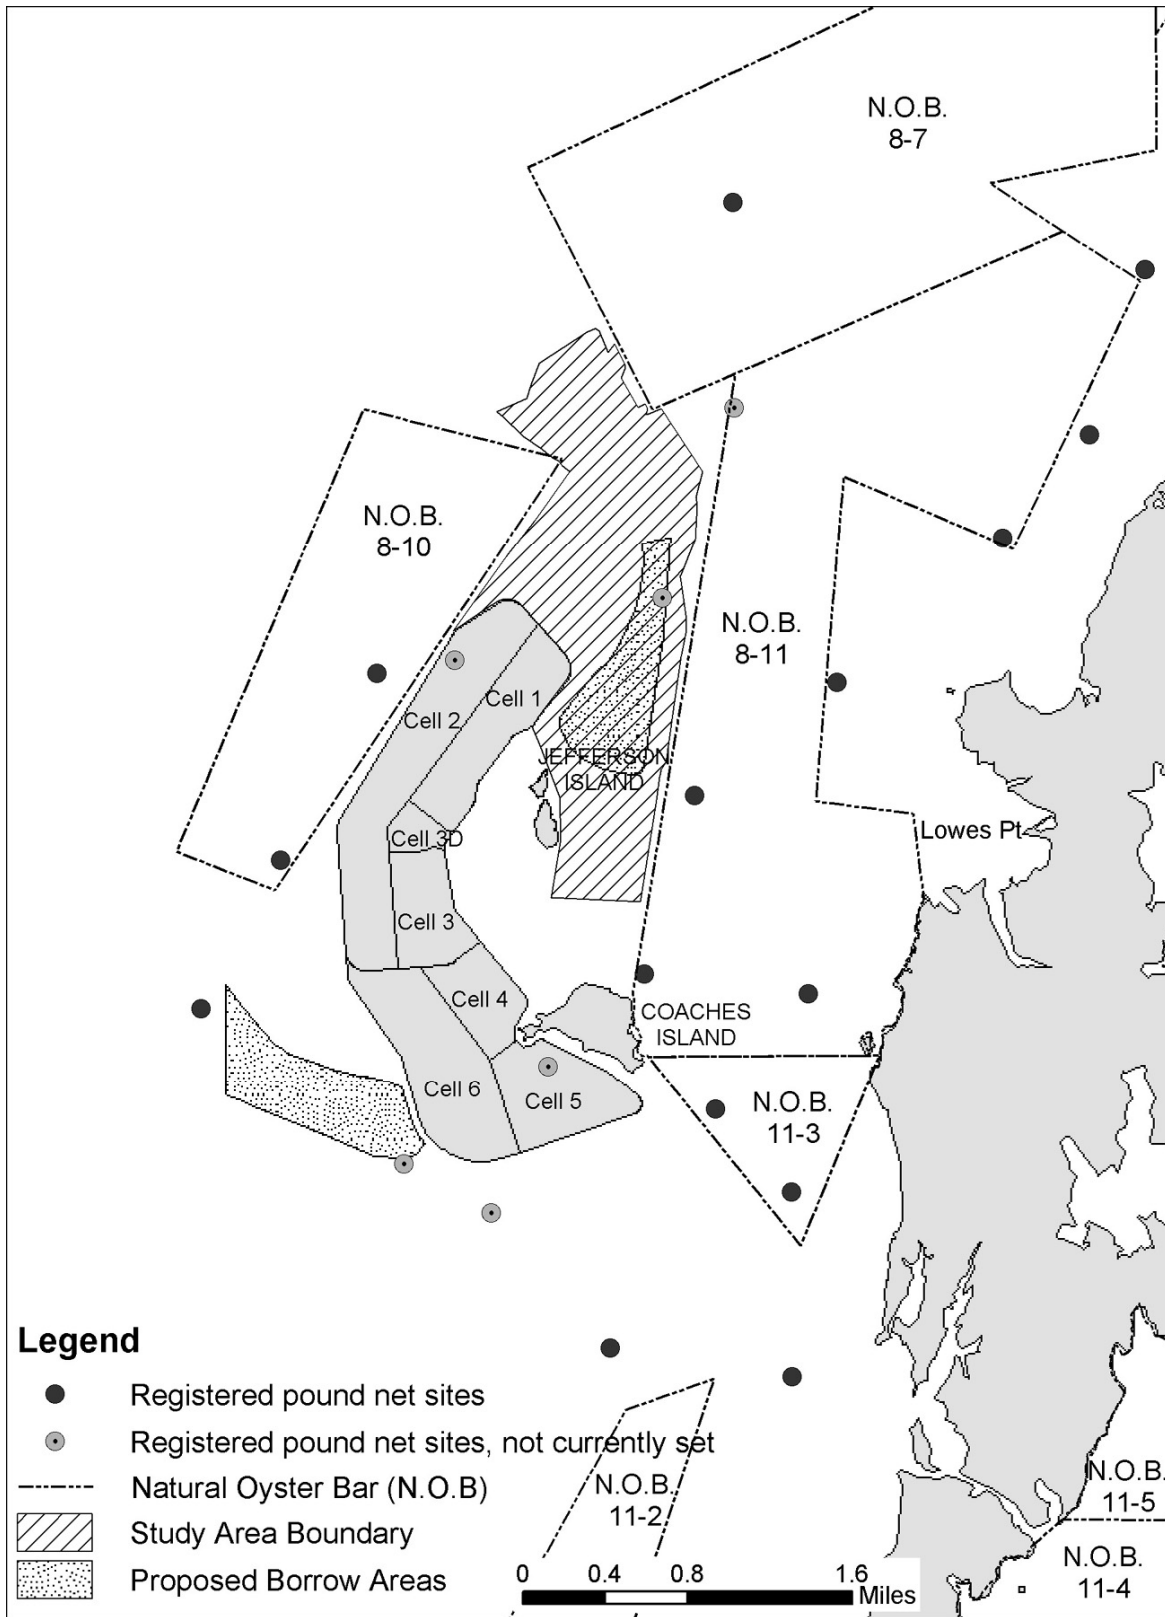 N.O.B.
8-7
N.O.B.
8-10
N.O.B.
8-11
Cell 1
Cell 2
JEFFERSON
ISLAND
Cell 3D
Lowes Pt
Cell 3
Cell 4
COACHES
ISLAND
Cell 6
Cell 5
N.O.B.
11-3
Legend
Registered pound net sites
Registered pound net sites, not currently set
Natural Oyster Bar (N.O.B)
Study Area Boundary
Proposed Borrow Areas
N.O.B.
11-2
N.O.B.
11-5
N.O.B.
11-4
0 0.4 0.8 1.6
Miles